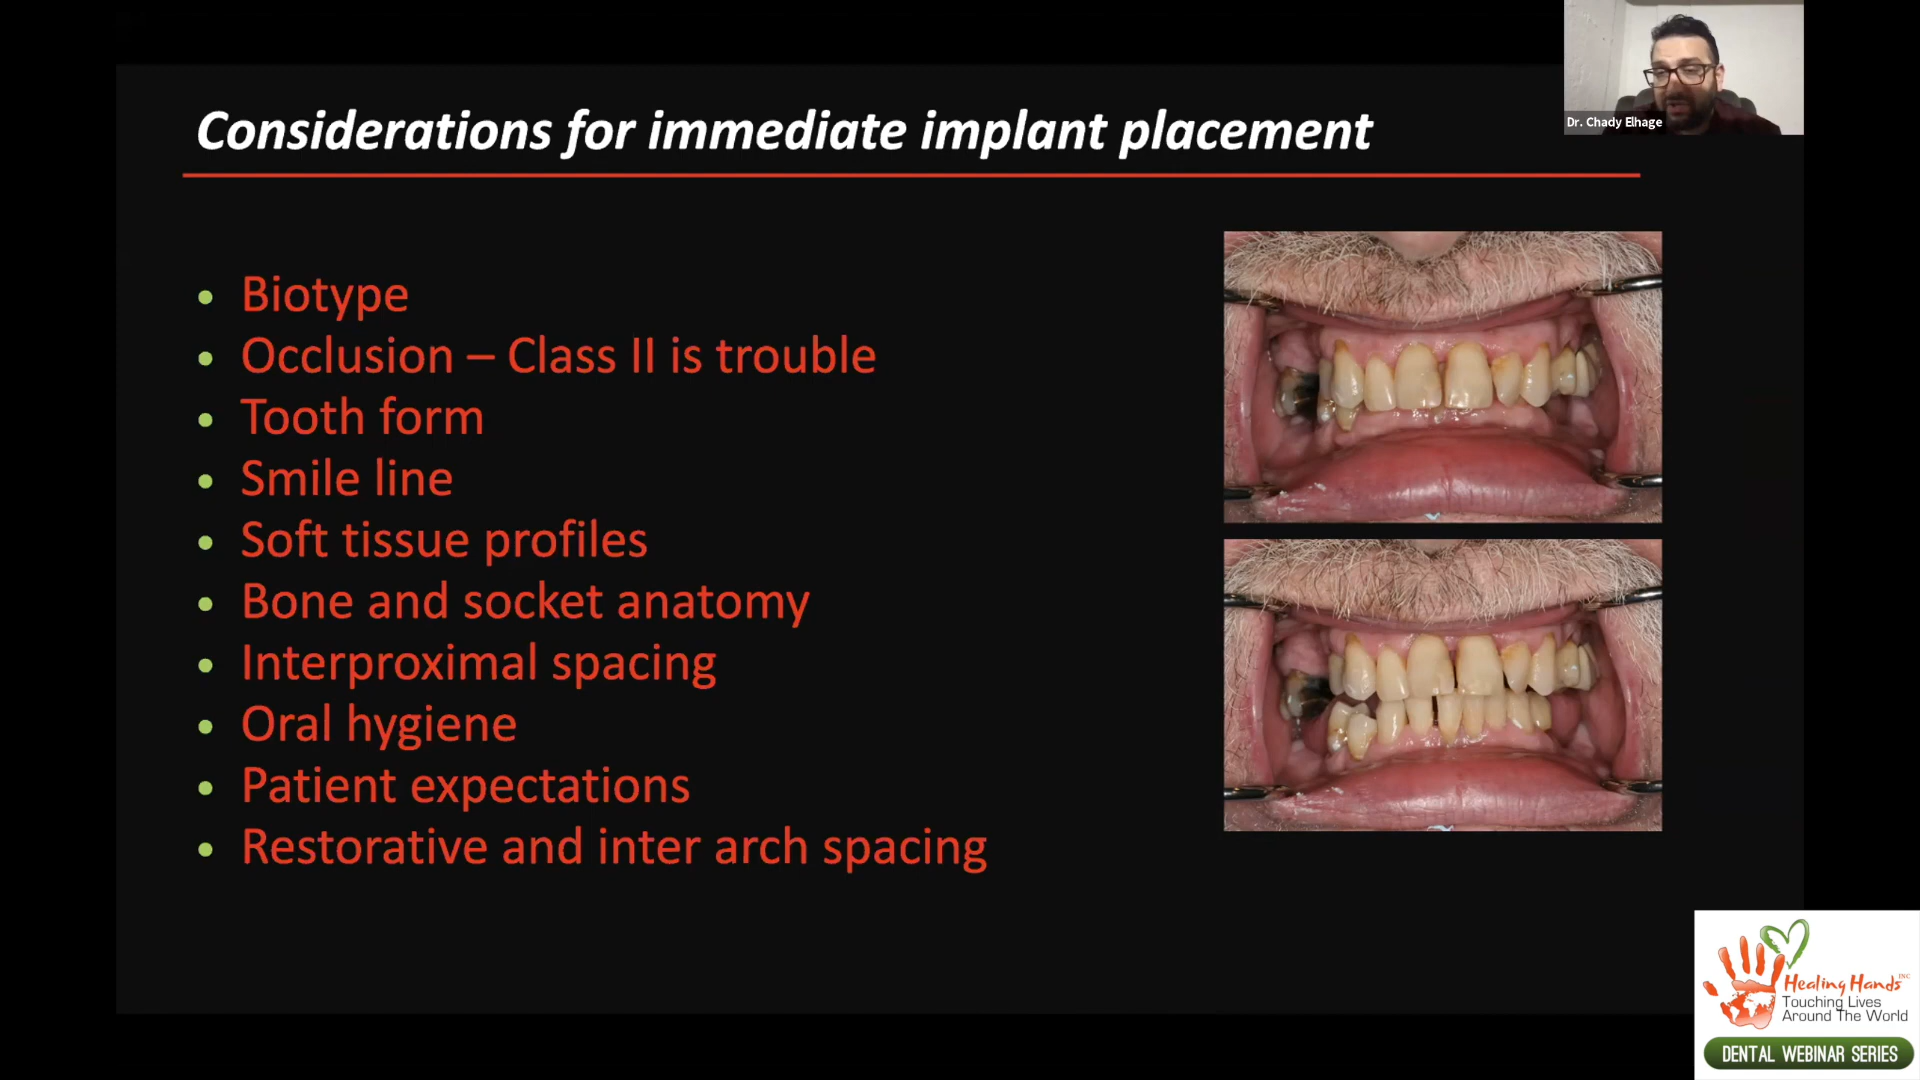 Considerations for immediate implant placement
Dr. Chady Elhage
• Biotype
• Occlusion – Class II is trouble
• Tooth form
• Smile line
• Soft tissue profiles
• Bone and socket anatomy
• Interproximal spacing
• Oral hygiene
• Patient expectations
• Restorative and inter arch spacing
Healing Hands INC
Touching Lives
Around The World
DENTAL WEBINAR SERIES